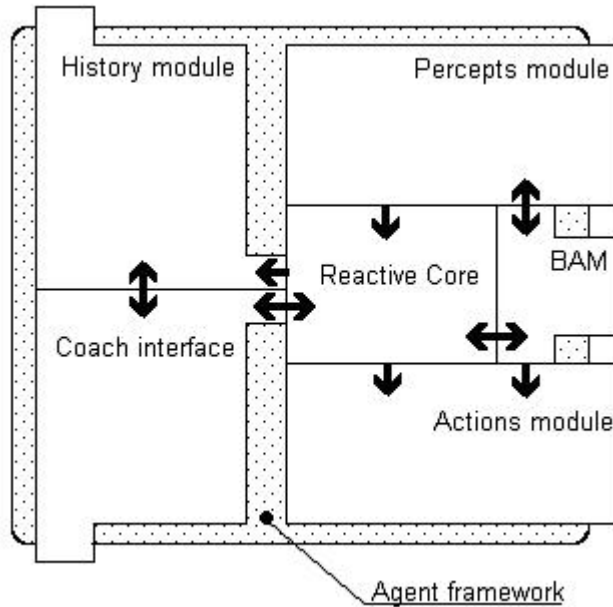 History module
Percepts module
Reactive Core
BAM
Coach interface
Actions module
Agent framework